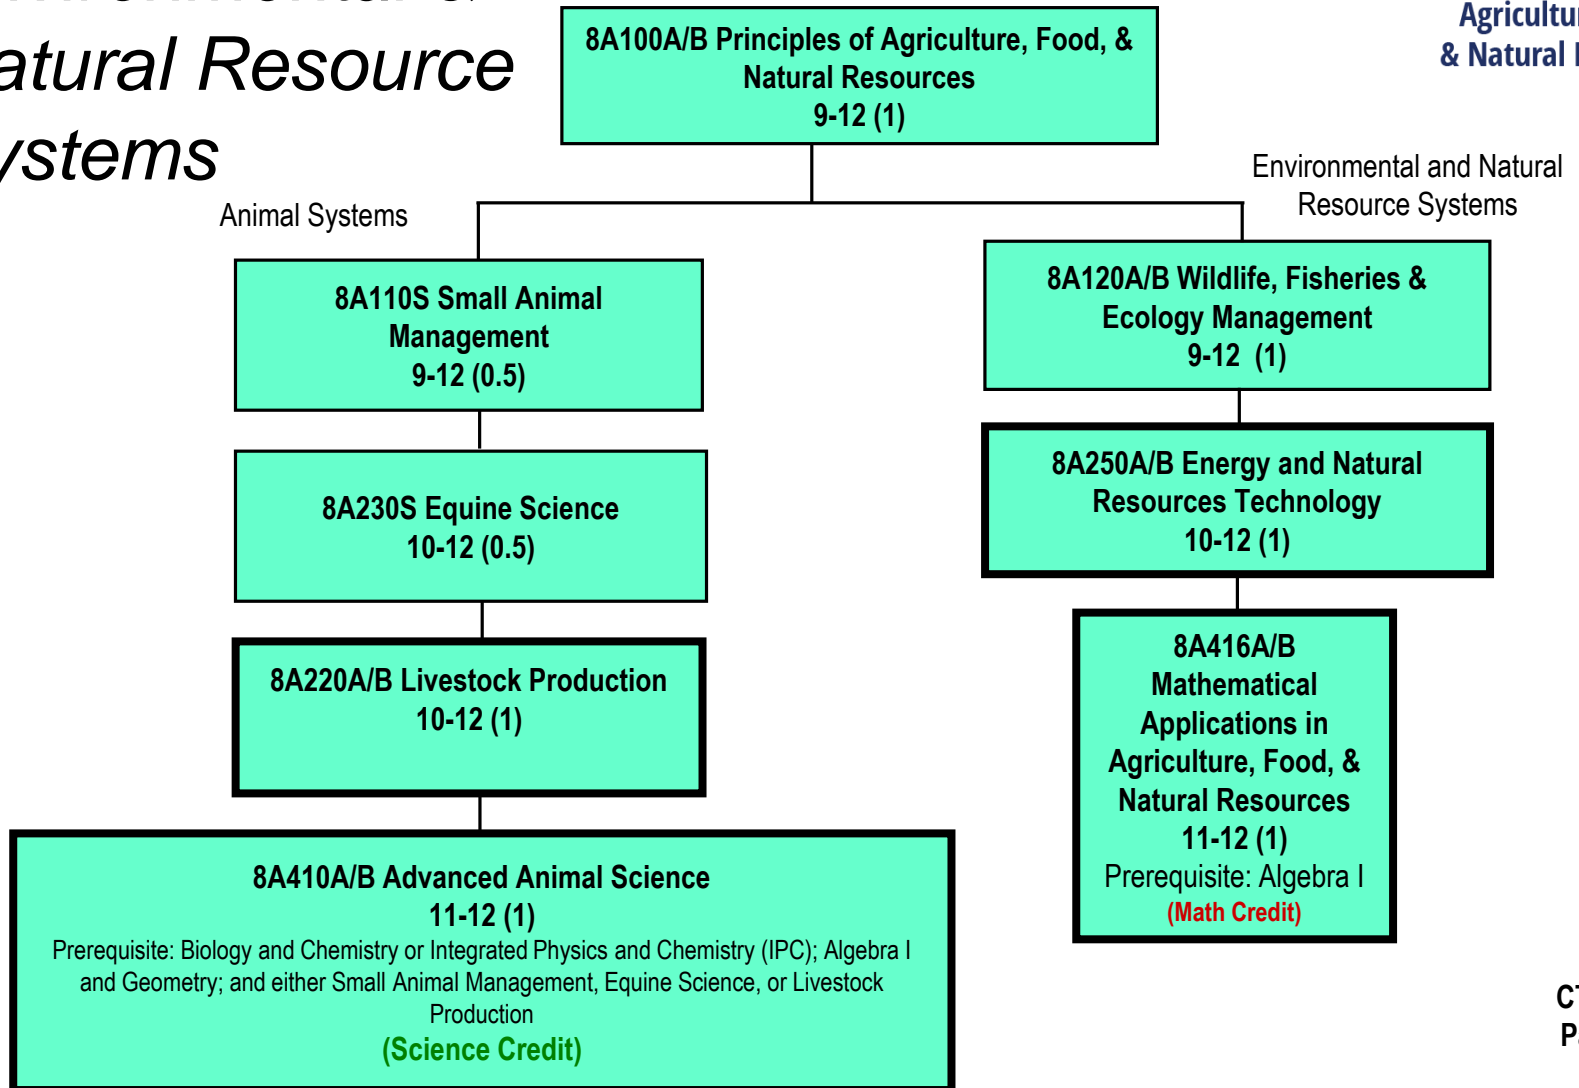 Natural Resource
Systems
8A100A/B Principles of Agriculture, Food, &
Natural Resources
9-12 (1)
& Natural
Animal Systems
Environmental and Natural
Resource Systems
8A110S Small Animal
Management
9-12 (0.5)
8A120A/B Wildlife, Fisheries &
Ecology Management
9-12 (1)
8A230S Equine Science
10-12 (0.5)
8A250A/B Energy and Natural
Resources Technology
10-12 (1)
8A220A/B Livestock Production
10-12 (1)
8A416A/B
Mathematical
Applications in
Agriculture, Food, &
Natural Resources
11-12 (1)
Prerequisite: Algebra I
(Math Credit)
8A410A/B Advanced Animal Science
11-12 (1)
Prerequisite: Biology and Chemistry or Integrated Physics and Chemistry (IPC); Algebra I
and Geometry; and either Small Animal Management, Equine Science, or Livestock
Production
(Science Credit)